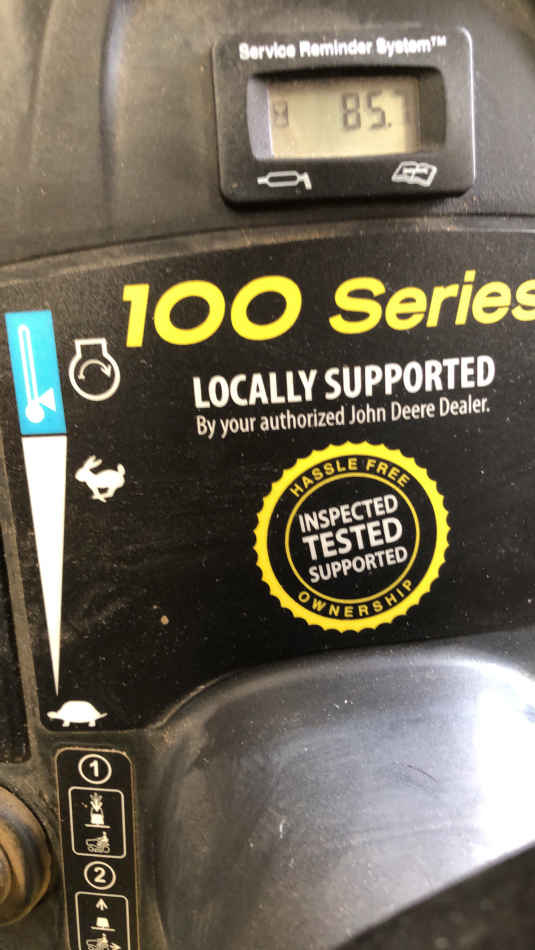 Service Reminder System™
85.7
100 Series
LOCALLY SUPPORTED
By your authorized John Deere Dealer.
HASSLE FREE
INSPECTED
TESTED
SUPPORTED
OWNERSHIP
1
2